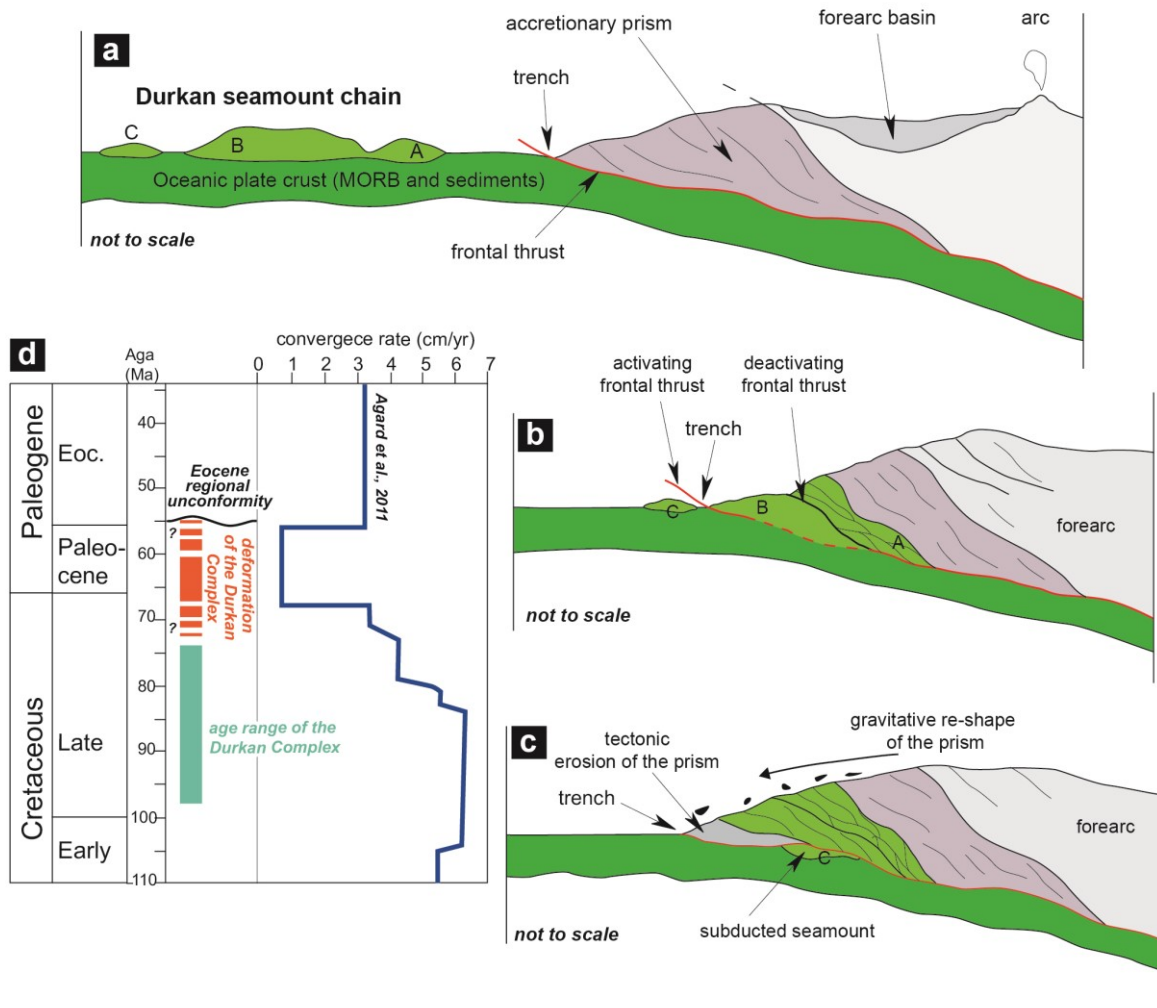 a
accretionary prism
forearc basin
arc
trench
Durkan seamount chain
C
B
A
Oceanic plate crust (MORB and sediments)
not to scale
frontal thrust
d
convergece rate (cm/yr)
Aga
(Ma)
0 1 2 3 4 5 6 7
Paleogene
Eoc.
40
50
Agard et al., 2011
Eocene
regional
unconformity
?
Paleo-
cene
60
deformation
of the Durkan
Complex
70
?
Cretaceous
Late
80
90
age range of the
Durkan Complex
100
Early
110
b
activating
frontal thrust
deactivating
frontal thrust
trench
C
B
A
forearc
not to scale
c
gravitative re-shape
of the prism
tectonic
erosion of the prism
trench
forearc
C
subducted seamount
not to scale